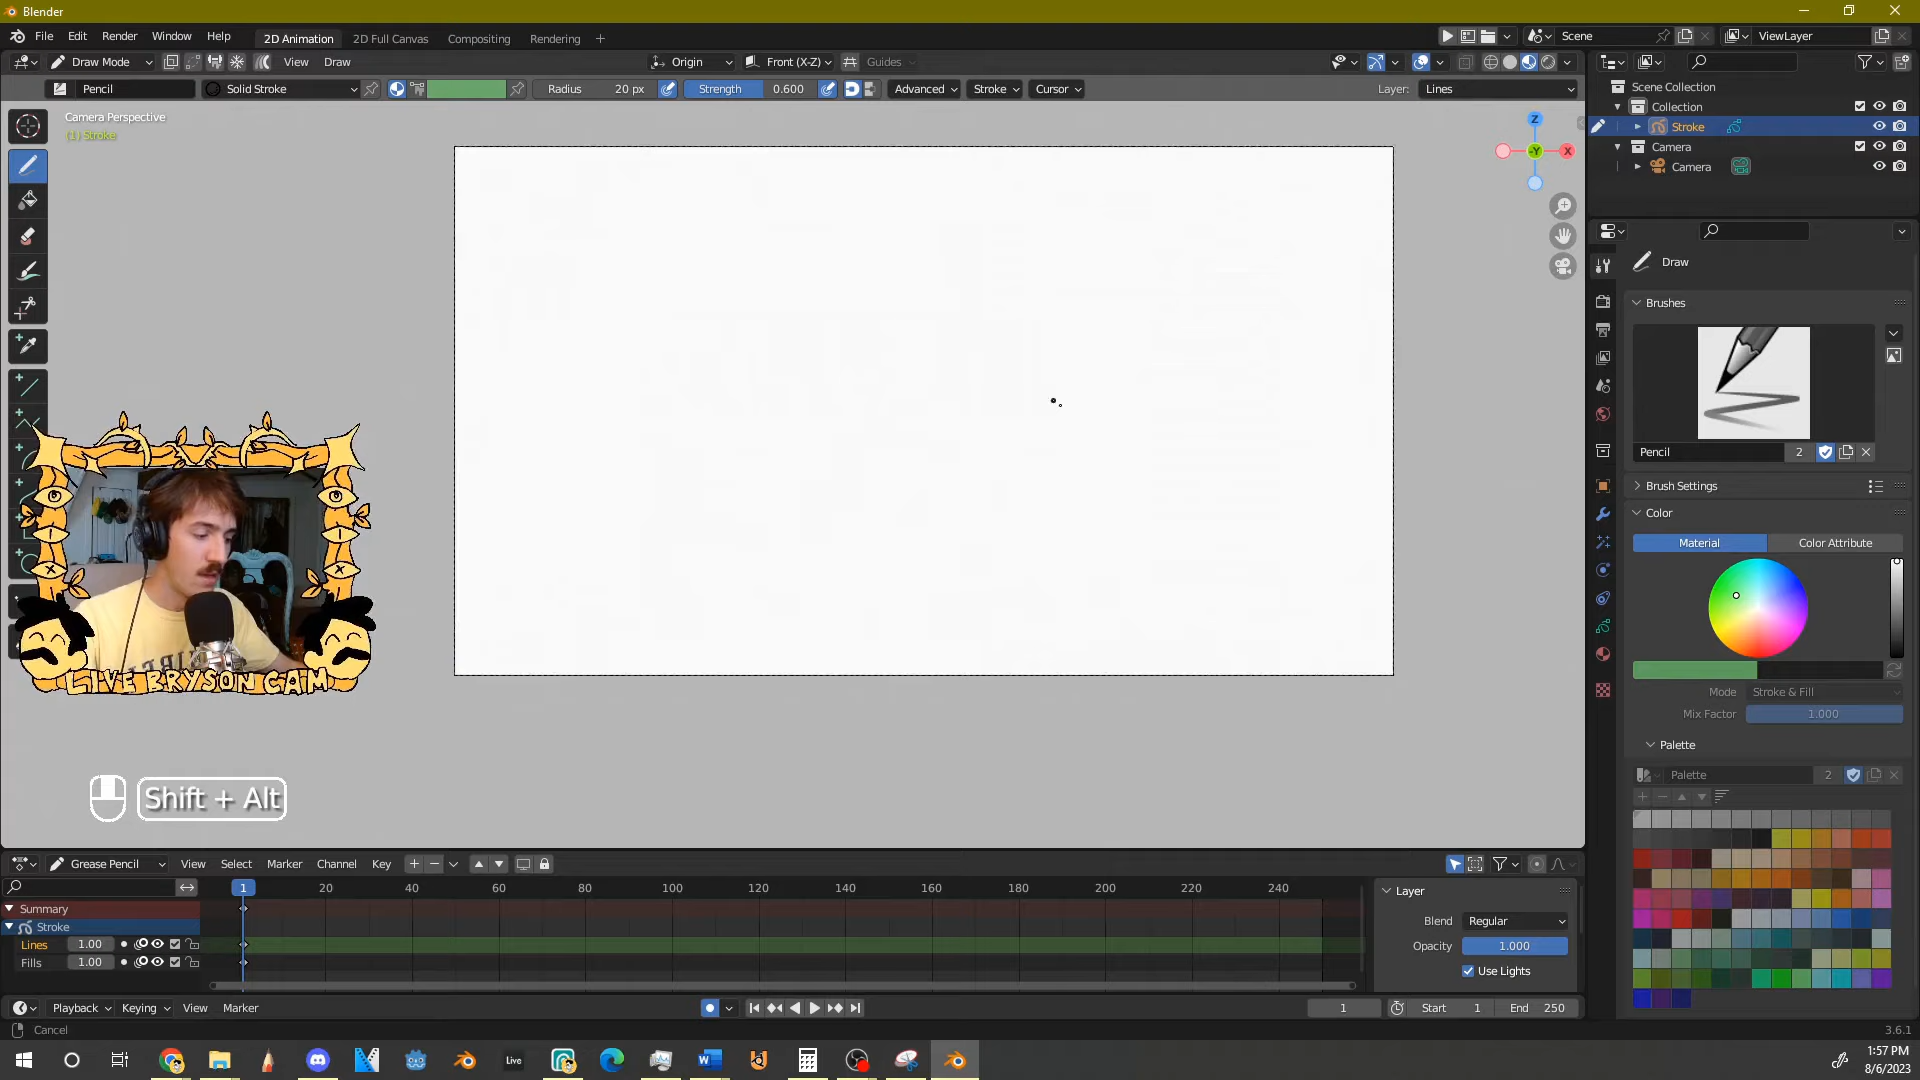 Blender
File Edit Render Window Help 2D Animation 2D Full Canvas Compositing Rendering + Scene ViewLayer
Draw Mode View Draw Origin Front (X-Z) Guides
Pencil Solid Stroke Radius 20 px Strength 0.600 Advanced Stroke Cursor Layer: Lines
Camera Perspective
(1) Stroke
Z
-Y
X
Scene Collection
Collection
Stroke
Camera
Camera
Draw
Brushes
Pencil 2
Brush Settings
Color
Material Color Attribute
Mode Stroke & Fill
Mix Factor 1.000
Palette
Palette 2
LIVE BRYSON CAM
Shift + Alt
Grease Pencil View Select Marker Channel Key
1 20 40 60 80 100 120 140 160 180 200 220 240
Summary
Stroke
Lines 1.00
Fills 1.00
Layer
Blend Regular
Opacity 1.000
Use Lights
Playback Keying View Marker 1 Start 1 End 250
Cancel 3.6.1
Live
1:57 PM
8/6/2023